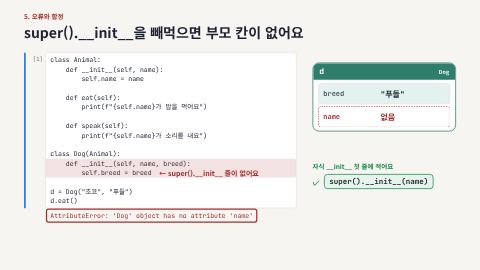 5. 오류와 함정
super().__init__을 빼먹으면 부모 칸이 없어요
[1]
class Animal:
    def __init__(self, name):
        self.name = name
    def eat(self):
        print(f"{self.name}가 밥을 먹어요")
    def speak(self):
        print(f"{self.name}가 소리를 내요")
class Dog(Animal):
    def __init__(self, name, breed):
        self.breed = breed ← super().__init__ 줄이 없어요
d = Dog("초코", "푸들")
d.eat()
AttributeError: 'Dog' object has no attribute 'name'
d Dog
breed "푸들"
name 없음
자식 __init__ 첫 줄에 적어요
✓ super().__init__(name)